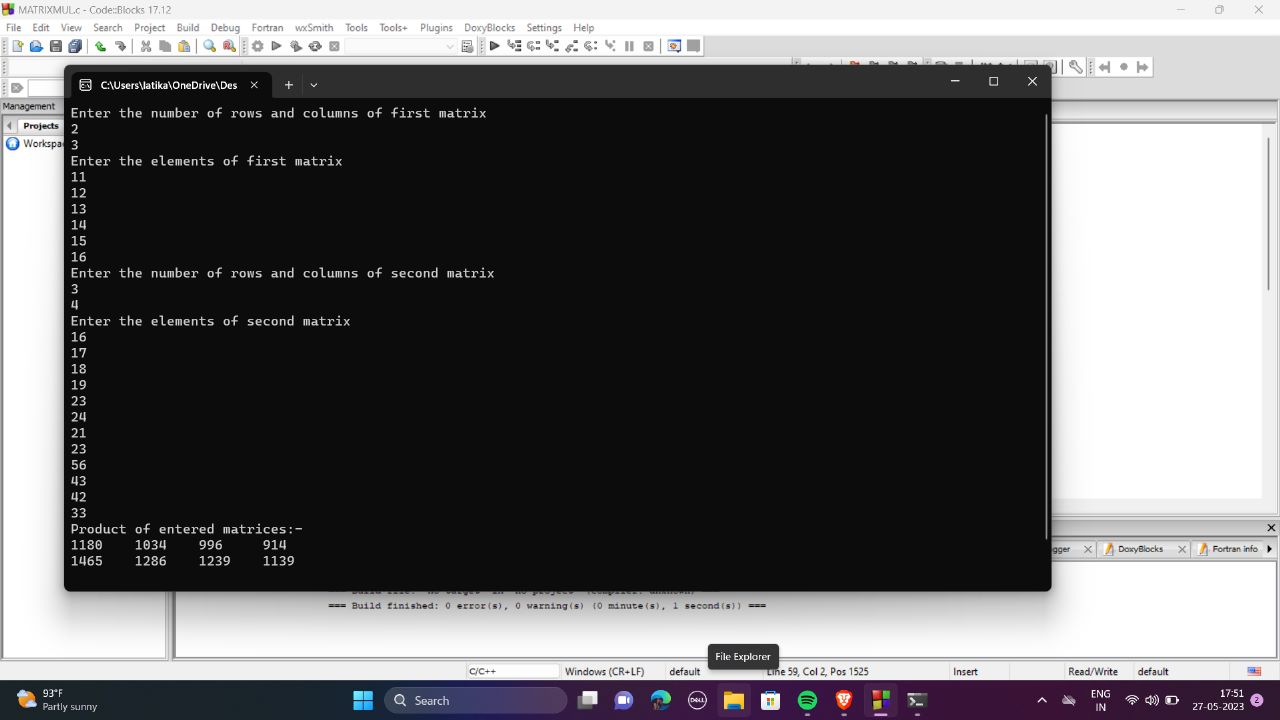 MATRIXMUL.c - Code::Blocks 17.12
File Edit View Search Project Build Debug Fortran wxSmith Tools Tools+ Plugins DoxyBlocks Settings Help
C:\Users\latika\OneDrive\Des
Management
Projects
Workspa
Enter the number of rows and columns of first matrix
2
3
Enter the elements of first matrix
11
12
13
14
15
16
Enter the number of rows and columns of second matrix
3
4
Enter the elements of second matrix
16
17
18
19
23
24
21
23
56
43
42
33
Product of entered matrices:-
1180 1034 996 914
1465 1286 1239 1139
gger DoxyBlocks Fortran info
=== Build finished: 0 error(s), 0 warning(s) (0 minute(s), 1 second(s)) ===
File Explorer
C/C++ Windows (CR+LF) default Line 59, Col 2, Pos 1525 Insert Read/Write default
93°F
Partly sunny
Search
DELL
ENG
IN
17:51
27-05-2023
2